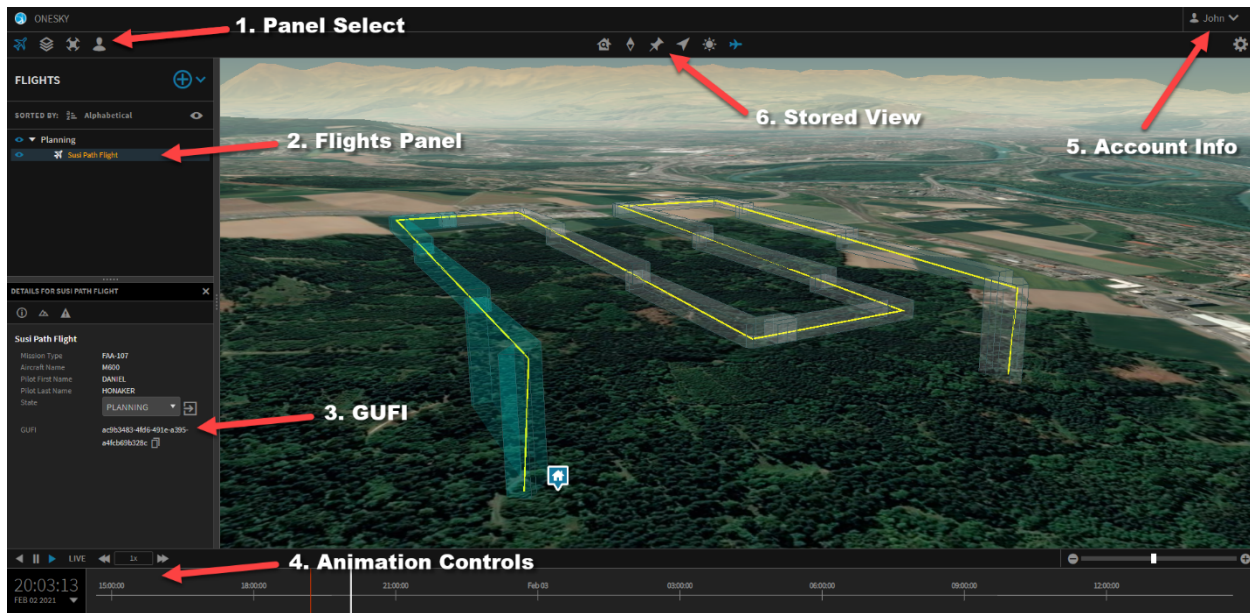 ONESKY
1. Panel Select
John
FLIGHTS
SORTED BY: Alphabetical
6. Stored View
Planning
2. Flights Panel
5. Account Info
Susi Path Flight
DETAILS FOR SUSI PATH FLIGHT
Susi Path Flight
Mission Type FAA-107
Aircraft Name M600
Pilot First Name DANIEL
Pilot Last Name HONAKER
State PLANNING
3. GUFI
GUFI ac9b3483-4fd6-491e-a395-
a4fcb69b328c
LIVE 1x
4. Animation Controls
20:03:13
FEB 02 2021
15:00:00 18:00:00 21:00:00 Feb 03 03:00:00 06:00:00 09:00:00 12:00:00